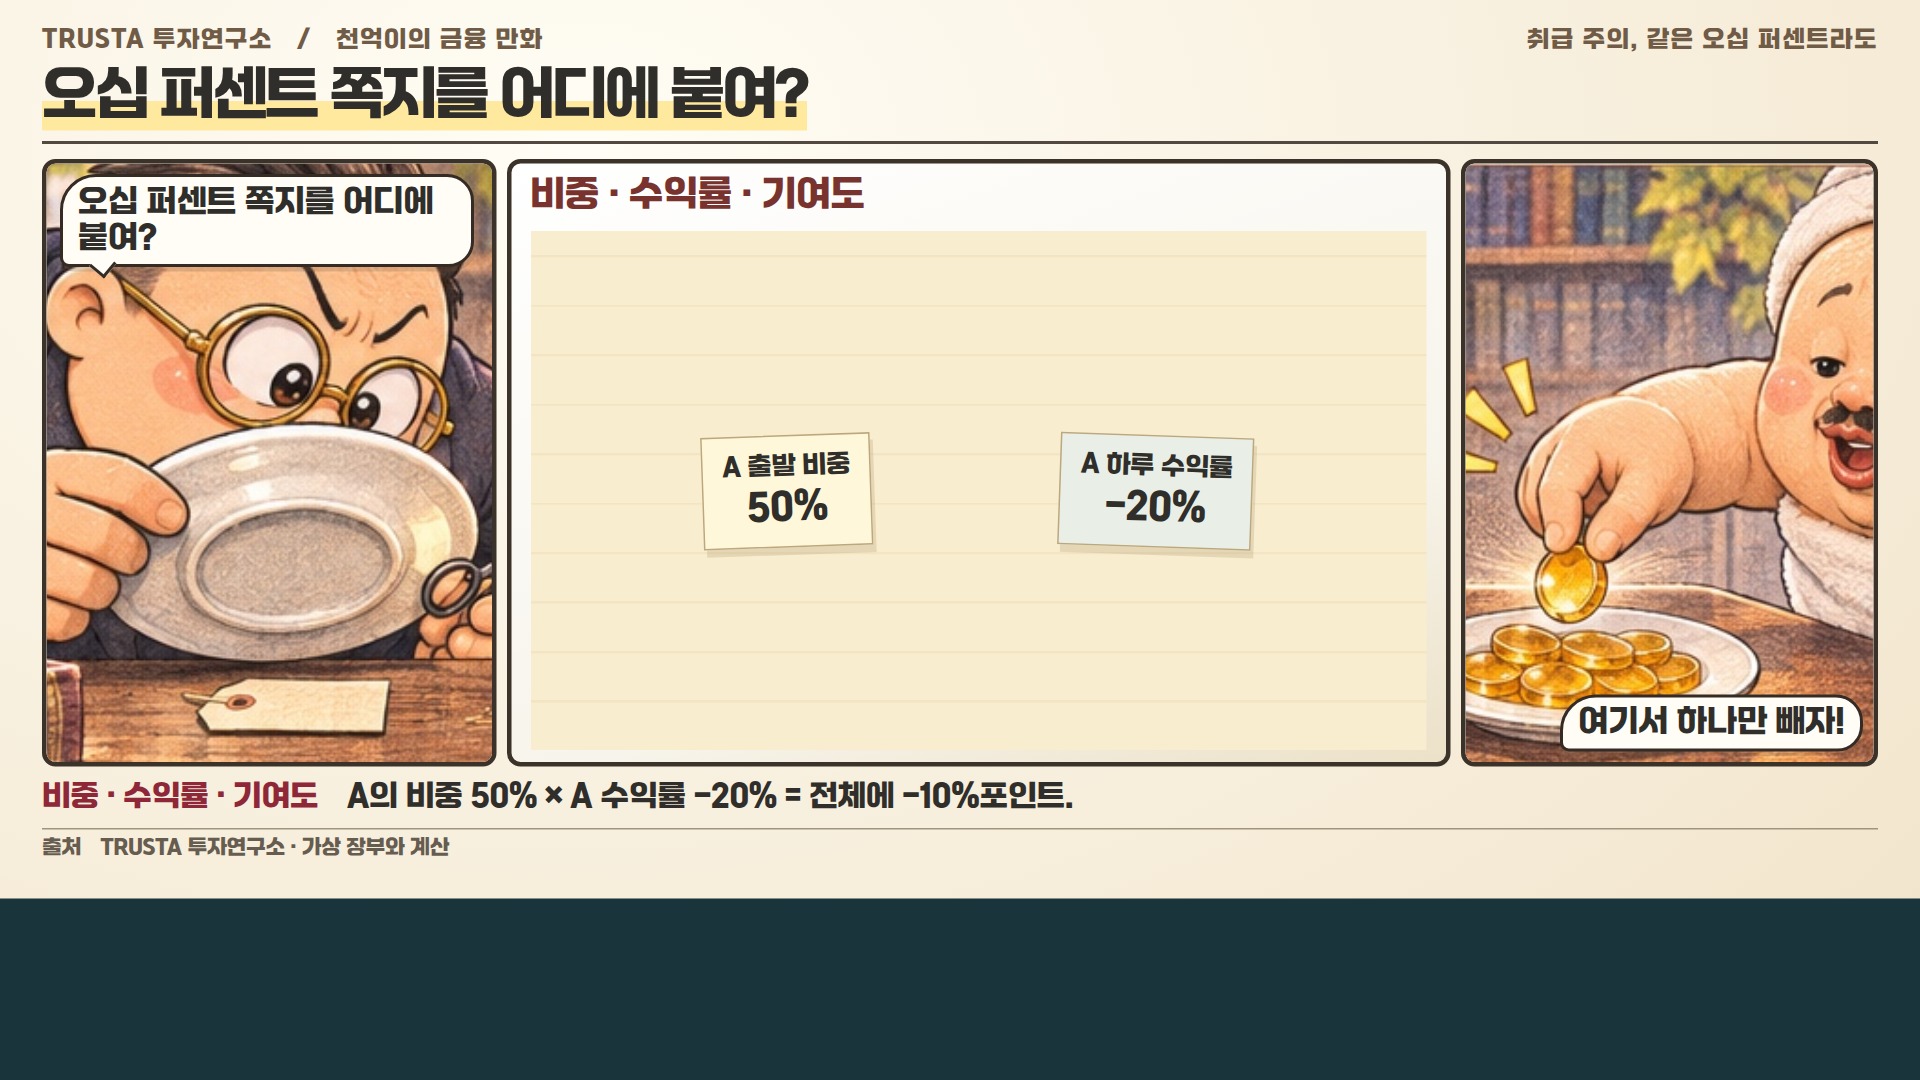 TRUSTA 투자연구소 / 천억이의 금융 만화
취급 주의, 같은 오십 퍼센트라도
오십 퍼센트 쪽지를 어디에 붙여?
오십 퍼센트 쪽지를 어디에
붙여?
비중 · 수익률 · 기여도
A 출발 비중
50%
A 하루 수익률
−20%
여기서 하나만 빼자!
비중 · 수익률 · 기여도 A의 비중 50% × A 수익률 −20% = 전체에 −10%포인트.
출처 TRUSTA 투자연구소 · 가상 장부와 계산